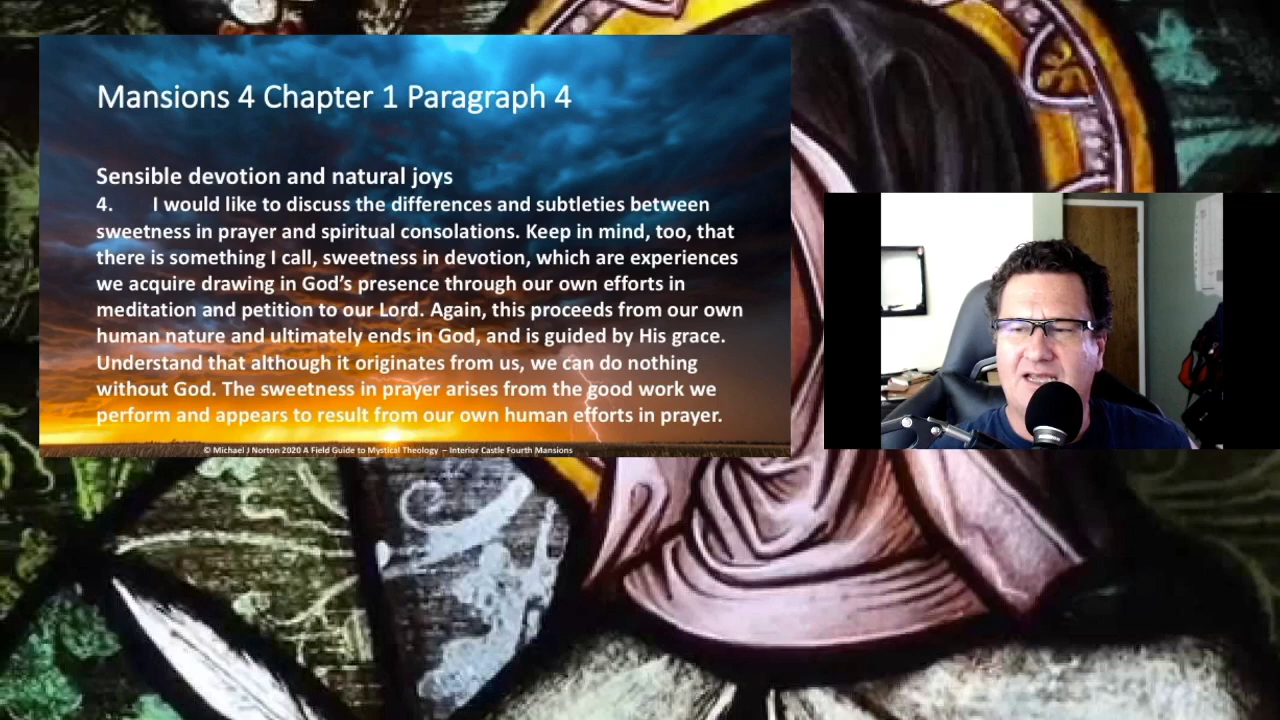 Mansions 4 Chapter 1 Paragraph 4
Sensible devotion and natural joys
4. I would like to discuss the differences and subtleties between
sweetness in prayer and spiritual consolations. Keep in mind, too, that
there is something I call, sweetness in devotion, which are experiences
we acquire drawing in God’s presence through our own efforts in
meditation and petition to our Lord. Again, this proceeds from our own
human nature and ultimately ends in God, and is guided by His grace.
Understand that although it originates from us, we can do nothing
without God. The sweetness in prayer arises from the good work we
perform and appears to result from our own human efforts in prayer.
© Michael J Norton 2020 A Field Guide to Mystical Theology – Interior Castle Fourth Mansions